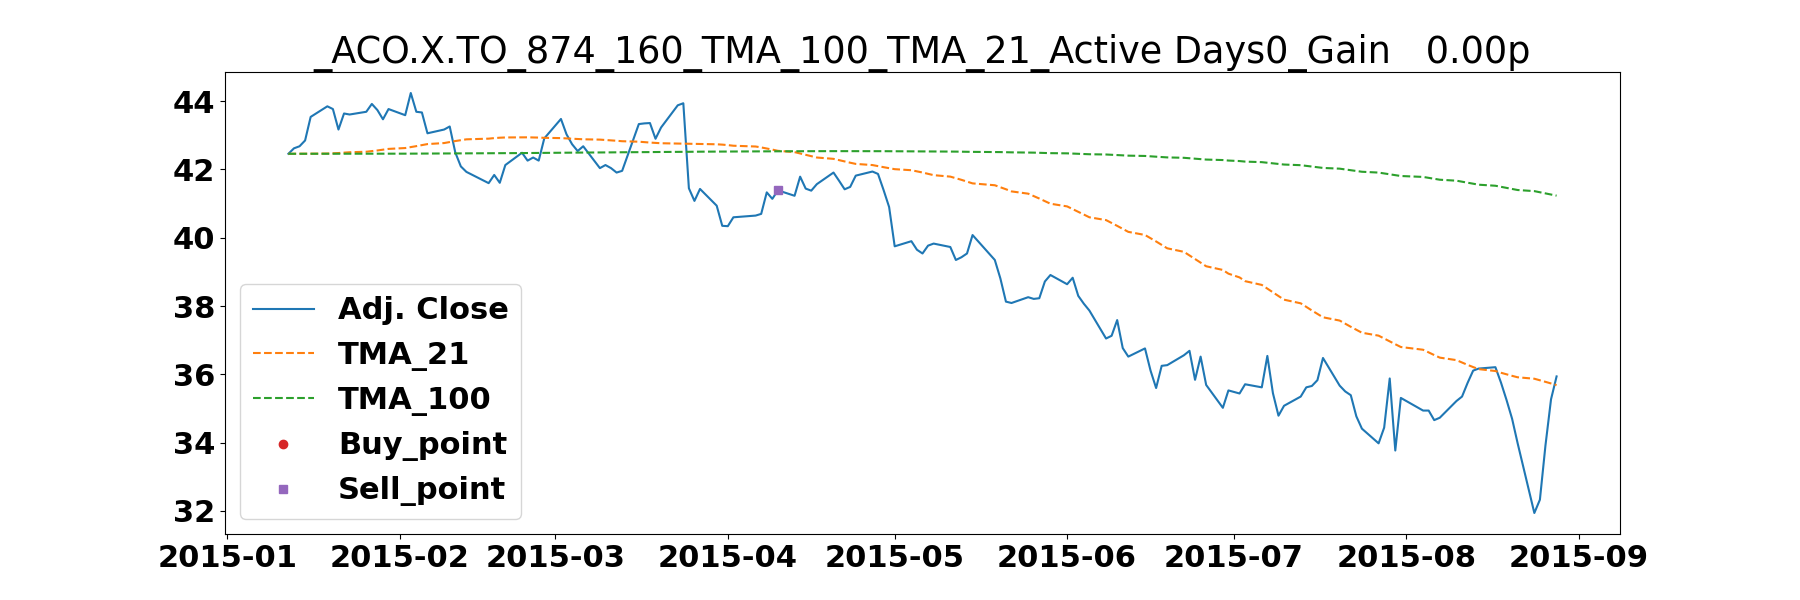 _ACO.X.TO_874_160_TMA_100_TMA_21_Active Days0_Gain   0.00p
44
42
40
38
36
34
32
Adj. Close
TMA_21
TMA_100
Buy_point
Sell_point
2015-01 2015-02 2015-03 2015-04 2015-05 2015-06 2015-07 2015-08 2015-09